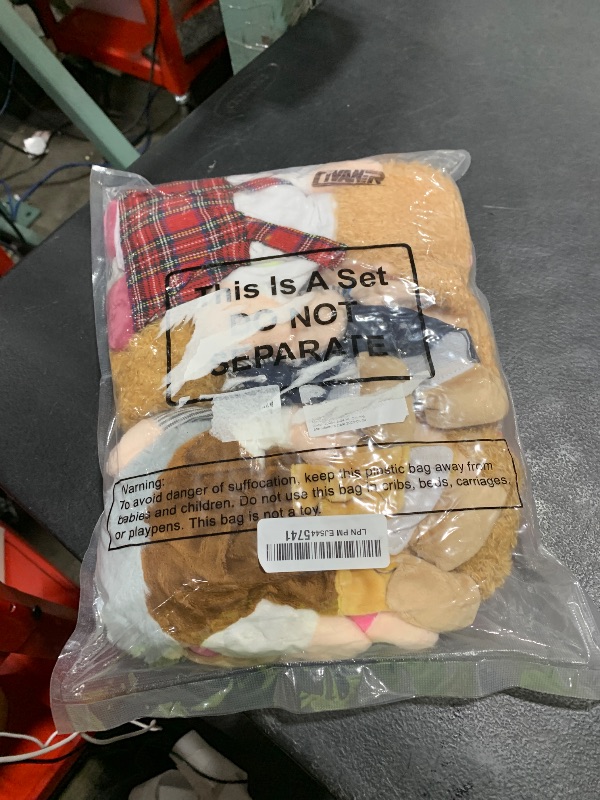 This Is A Set
DO NOT
SEPARATE
Warning:
To avoid danger of suffocation, keep this plastic bag away from
babies and children. Do not use this bag in cribs, beds, carriages,
or playpens. This bag is not a toy.
LPN PM EJ5445741